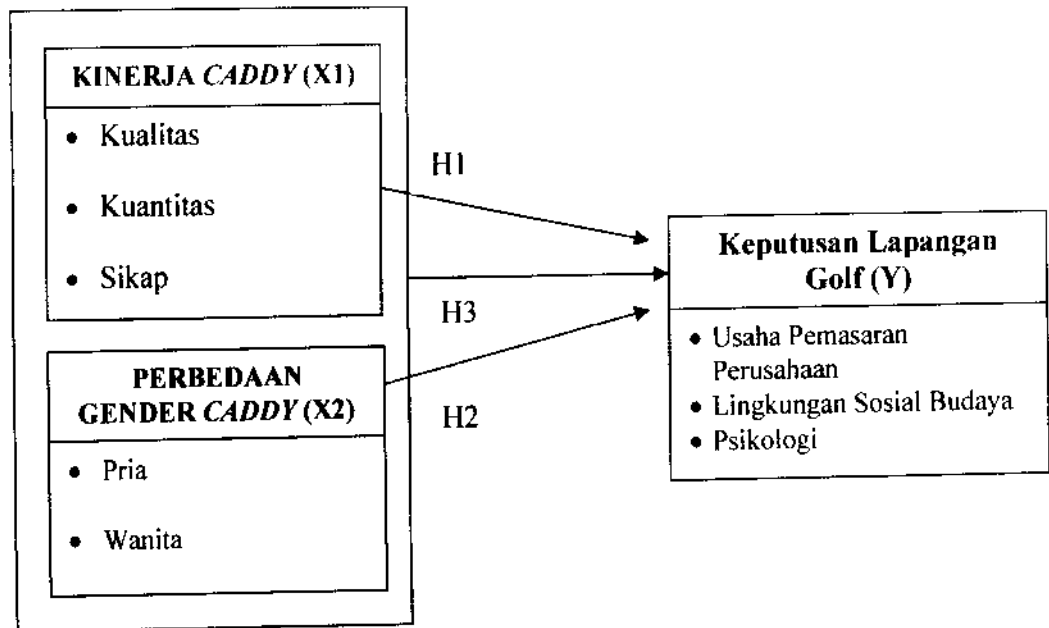 KINERJA CADDY (X1)
• Kualitas
• Kuantitas
• Sikap
PERBEDAAN
GENDER CADDY (X2)
• Pria
• Wanita
H1
H3
H2
Keputusan Lapangan
Golf (Y)
• Usaha Pemasaran
Perusahaan
• Lingkungan Sosial Budaya
• Psikologi